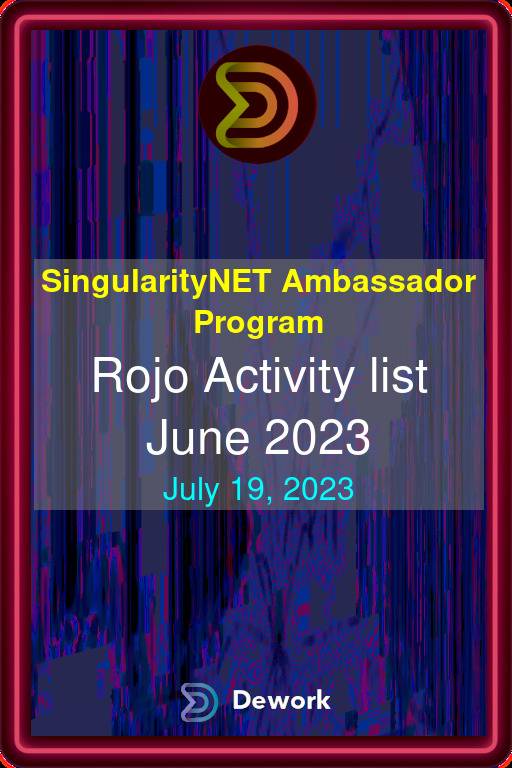 SingularityNET Ambassador
Program
Rojo Activity list
June 2023
July 19, 2023
Dework